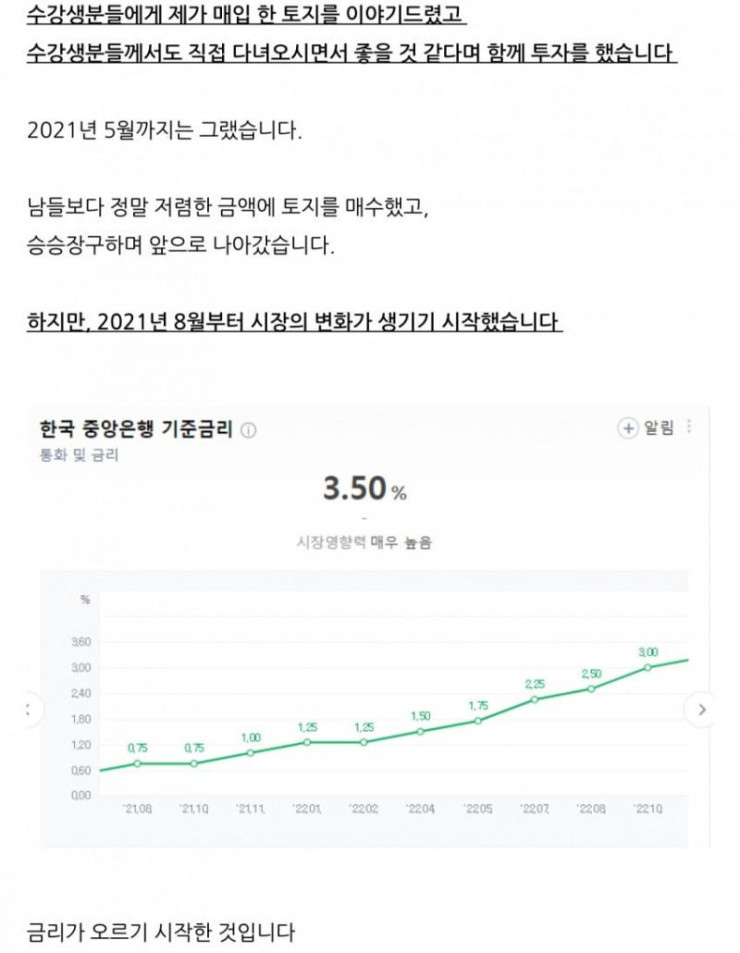 수강생분들에게 제가 매입 한 토지를 이야기드렸고
수강생분들께서도 직접 다녀오시면서 좋을 것 같다며 함께 투자를 했습니다
2021년 5월까지는 그랬습니다.
남들보다 정말 저렴한 금액에 토지를 매수했고,
승승장구하며 앞으로 나아갔습니다.
하지만, 2021년 8월부터 시장의 변화가 생기기 시작했습니다
한국 중앙은행 기준금리 ⓘ
+ 알림
통화 및 금리
3.50 %
-
시장영향력 매우 높음
%
3.60
3.00
2.40
1.80
1.20
0.60
0.00
0.75 0.75 1.00 1.25 1.25 1.50 1.75 2.25 2.50 3.00
'21.08. '21.10. '21.11. '22.01. '22.02. '22.04. '22.05. '22.07. '22.08. '22.10.
금리가 오르기 시작한 것입니다